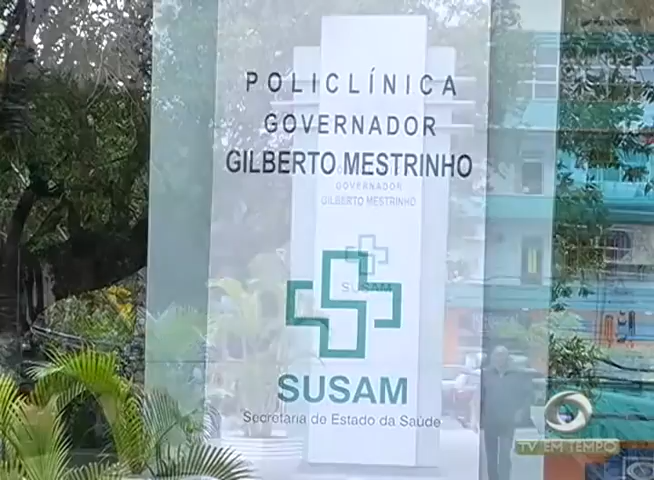 POLICLÍNICA
GOVERNADOR
GILBERTO MESTRINHO
GOVERNADOR
GILBERTO MESTRINHO
SUSAM
SUSAM
Secretaria de Estado da Saúde
TV EM TEMPO